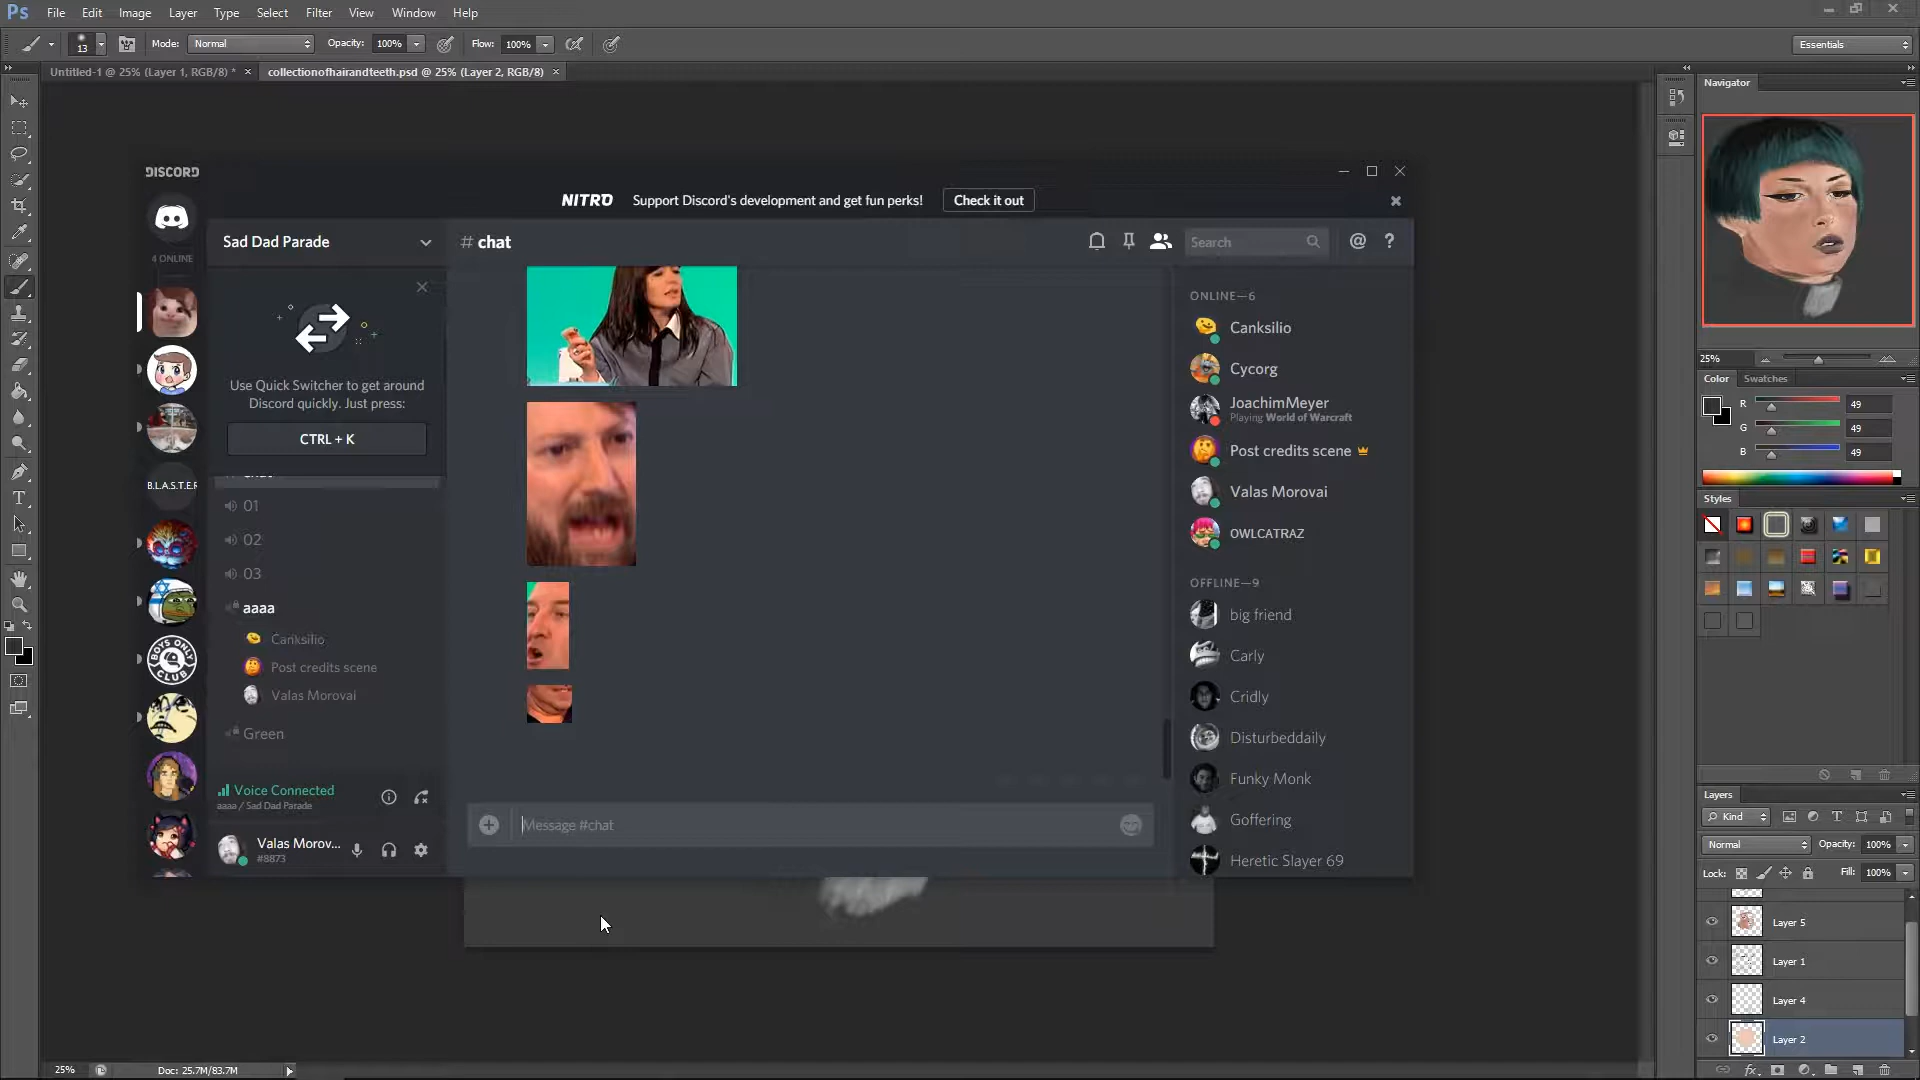 Ps File Edit Image Layer Type Select Filter View Window Help
13 Mode: Normal Opacity: 100% Flow: 100% Essentials
Untitled-1 @ 25% (Layer 1, RGB/8) * × collectionofhairandteeth.psd @ 25% (Layer 2, RGB/8) ×
Navigator
DISCORD
NITRO Support Discord's development and get fun perks! Check it out
Sad Dad Parade
# chat
Search
@ ?
4 ONLINE
Use Quick Switcher to get around
Discord quickly. Just press:
CTRL + K
B.L.A.S.T.E.R
01
02
03
aaaa
Canksilio
Post credits scene
Valas Morovai
Green
BOYS ONLY
CLUB
Voice Connected
aaaa / Sad Dad Parade
Valas Morov...
#8873
Message #chat
ONLINE—6
Canksilio
Cycorg
JoachimMeyer
Playing World of Warcraft
Post credits scene
Valas Morovai
OWLCATRAZ
OFFLINE—9
big friend
Carly
Cridly
Disturbeddaily
Funky Monk
Goffering
Heretic Slayer 69
25%
Color Swatches
R 49
G 49
B 49
Styles
Layers
Kind
Normal Opacity: 100%
Lock: Fill: 100%
Layer 5
Layer 1
Layer 4
Layer 2
25% Doc: 25.7M/83.7M